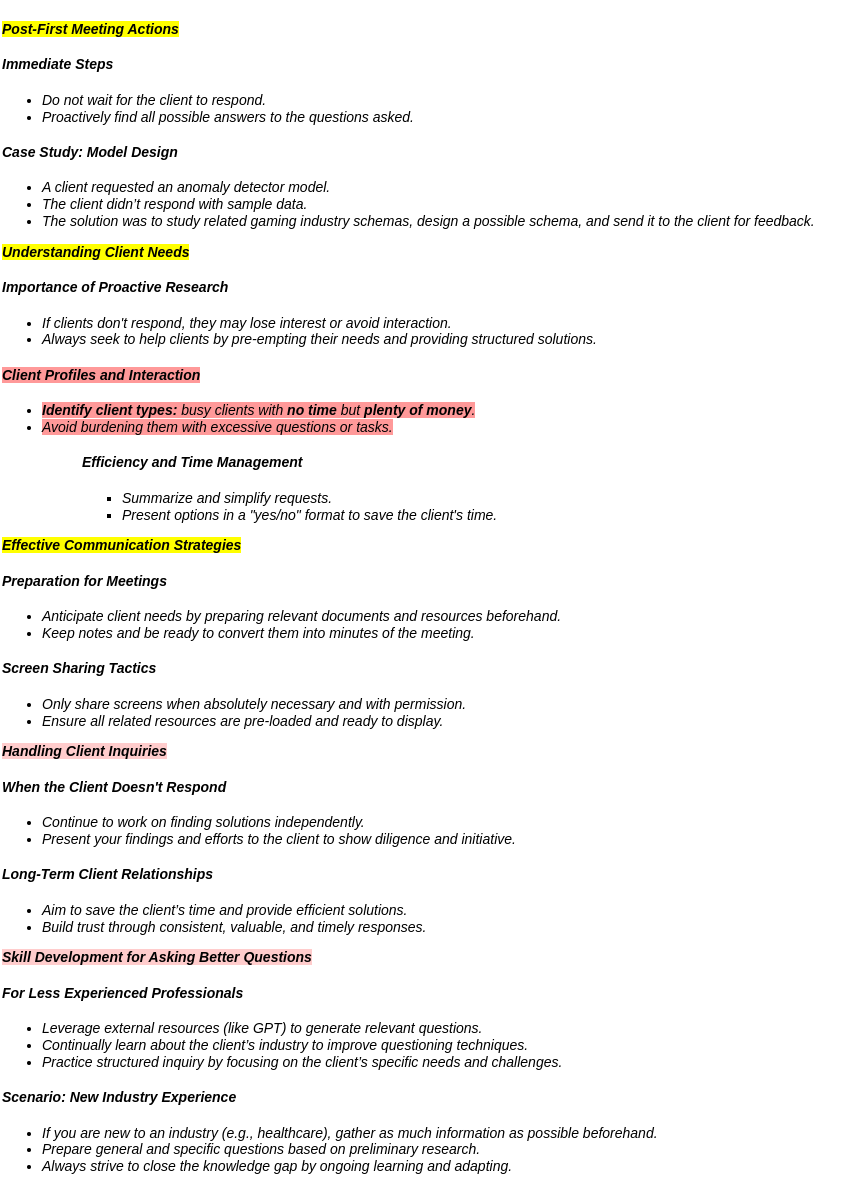 Post-First Meeting Actions
Immediate Steps
Do not wait for the client to respond.
Proactively find all possible answers to the questions asked.
Case Study: Model Design
A client requested an anomaly detector model.
The client didn’t respond with sample data.
The solution was to study related gaming industry schemas, design a possible schema, and send it to the client for feedback.
Understanding Client Needs
Importance of Proactive Research
If clients don't respond, they may lose interest or avoid interaction.
Always seek to help clients by pre-empting their needs and providing structured solutions.
Client Profiles and Interaction
Identify client types: busy clients with no time but plenty of money.
Avoid burdening them with excessive questions or tasks.
Efficiency and Time Management
Summarize and simplify requests.
Present options in a "yes/no" format to save the client's time.
Effective Communication Strategies
Preparation for Meetings
Anticipate client needs by preparing relevant documents and resources beforehand.
Keep notes and be ready to convert them into minutes of the meeting.
Screen Sharing Tactics
Only share screens when absolutely necessary and with permission.
Ensure all related resources are pre-loaded and ready to display.
Handling Client Inquiries
When the Client Doesn't Respond
Continue to work on finding solutions independently.
Present your findings and efforts to the client to show diligence and initiative.
Long-Term Client Relationships
Aim to save the client’s time and provide efficient solutions.
Build trust through consistent, valuable, and timely responses.
Skill Development for Asking Better Questions
For Less Experienced Professionals
Leverage external resources (like GPT) to generate relevant questions.
Continually learn about the client’s industry to improve questioning techniques.
Practice structured inquiry by focusing on the client’s specific needs and challenges.
Scenario: New Industry Experience
If you are new to an industry (e.g., healthcare), gather as much information as possible beforehand.
Prepare general and specific questions based on preliminary research.
Always strive to close the knowledge gap by ongoing learning and adapting.